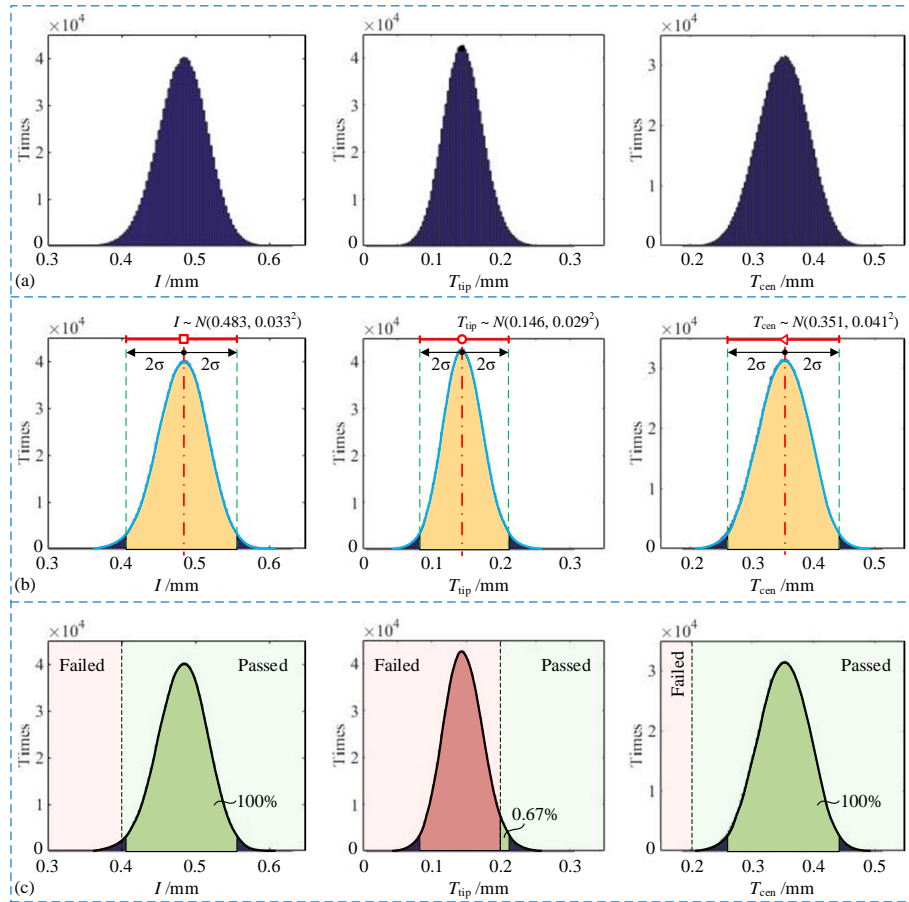 ×10⁴ ×10⁴ ×10⁴
5 5 4
4 4 3
3 3 2
2 2 1
1 1 0
0 0
Times Times Times
0.3 0.4 0.5 0.6 0 0.1 0.2 0.3 0.2 0.3 0.4 0.5
(a) I /mm T_tip /mm T_cen /mm
I ~ N(0.483, 0.033²) T_tip ~ N(0.146, 0.029²) T_cen ~ N(0.351, 0.041²)
×10⁴ ×10⁴ ×10⁴
2σ 2σ 2σ 2σ 2σ 2σ
5 5 4
4 4 3
3 3 2
2 2 1
1 1 0
0 0
Times Times Times
0.3 0.4 0.5 0.6 0 0.1 0.2 0.3 0.2 0.3 0.4 0.5
(b) I /mm T_tip /mm T_cen /mm
×10⁴ ×10⁴ ×10⁴
Failed Passed Failed Passed Failed Passed
5 5 4
4 4 3
3 3 2
2 2 1
1 1 0
0 0
Times Times Times
100% 0.67% 100%
0.3 0.4 0.5 0.6 0 0.1 0.2 0.3 0.2 0.3 0.4 0.5
(c) I /mm T_tip /mm T_cen /mm